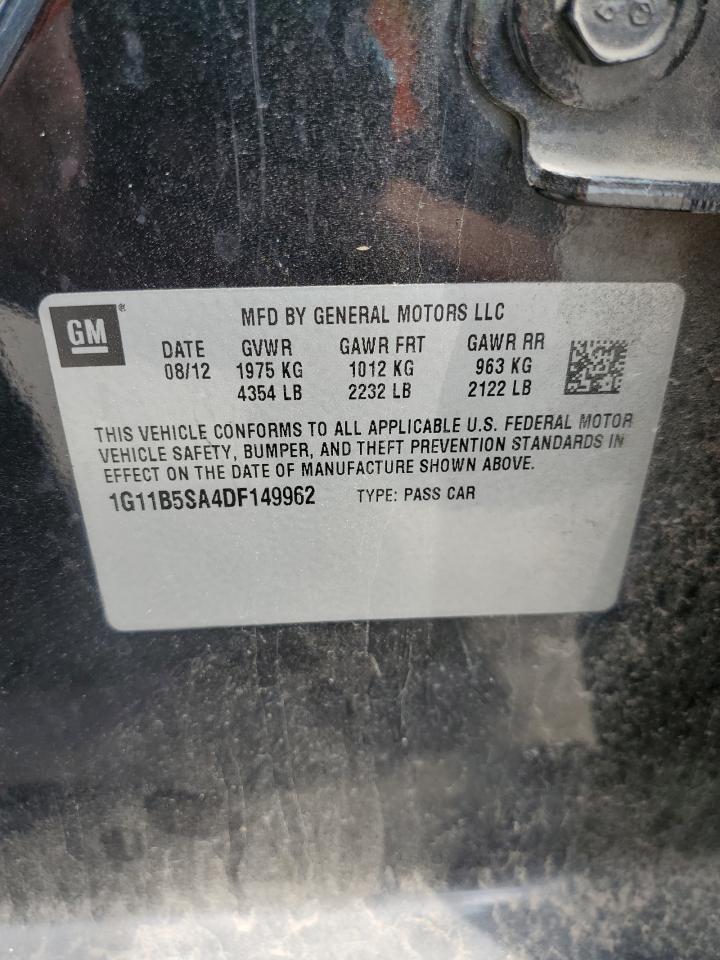 GM®
MFD BY GENERAL MOTORS LLC
DATE GVWR GAWR FRT GAWR RR
08/12 1975 KG 1012 KG 963 KG
4354 LB 2232 LB 2122 LB
THIS VEHICLE CONFORMS TO ALL APPLICABLE U.S. FEDERAL MOTOR
VEHICLE SAFETY, BUMPER, AND THEFT PREVENTION STANDARDS IN
EFFECT ON THE DATE OF MANUFACTURE SHOWN ABOVE.
1G11B5SA4DF149962 TYPE: PASS CAR